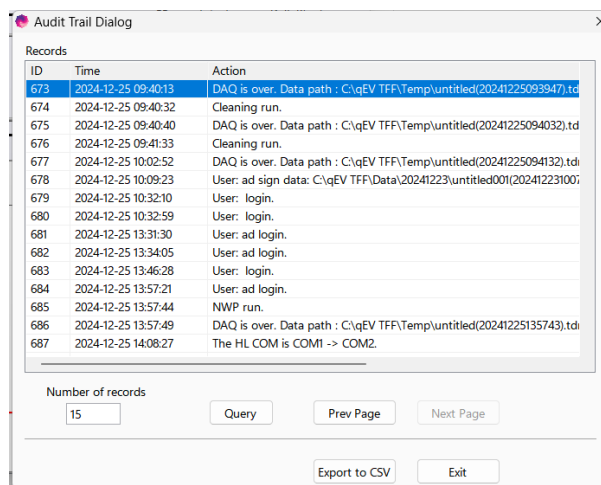 Audit Trail Dialog
Records
ID Time Action
673 2024-12-25 09:40:13 DAQ is over. Data path : C:\qEV TFF\Temp\untitled(20241225093947).td
674 2024-12-25 09:40:32 Cleaning run.
675 2024-12-25 09:40:40 DAQ is over. Data path : C:\qEV TFF\Temp\untitled(20241225094032).td
676 2024-12-25 09:41:33 Cleaning run.
677 2024-12-25 10:02:52 DAQ is over. Data path : C:\qEV TFF\Temp\untitled(20241225094132).tdr
678 2024-12-25 10:09:23 User: ad sign data: C:\qEV TFF\Data\20241223\untitled001(202412231007
679 2024-12-25 10:32:10 User:  login.
680 2024-12-25 10:32:59 User:  login.
681 2024-12-25 13:31:30 User: ad login.
682 2024-12-25 13:34:05 User: ad login.
683 2024-12-25 13:46:28 User:  login.
684 2024-12-25 13:57:21 User: ad login.
685 2024-12-25 13:57:44 NWP run.
686 2024-12-25 13:57:49 DAQ is over. Data path : C:\qEV TFF\Temp\untitled(20241225135743).tdr
687 2024-12-25 14:08:27 The HL COM is COM1 -> COM2.
Number of records
15 Query Prev Page Next Page
Export to CSV Exit